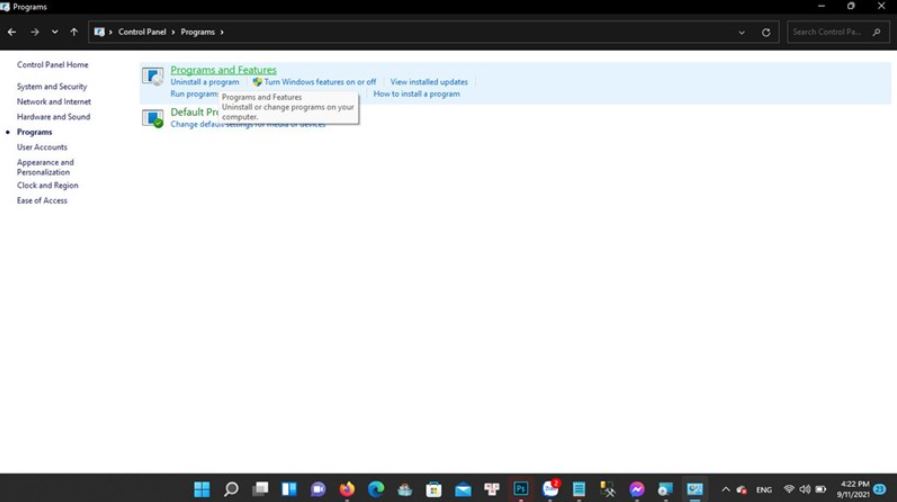 Programs
Control Panel > Programs >
Search Control Pa...
Control Panel Home
System and Security
Network and Internet
Hardware and Sound
Programs
User Accounts
Appearance and
Personalization
Clock and Region
Ease of Access
Programs and Features
Uninstall a program
Turn Windows features on or off
View installed updates
Run programs
How to install a program
Programs and Features
Uninstall or change programs on your
computer.
Default Pr
Change default settings for media or devices
Ps
2
ENG
4:22 PM
9/11/2021
23